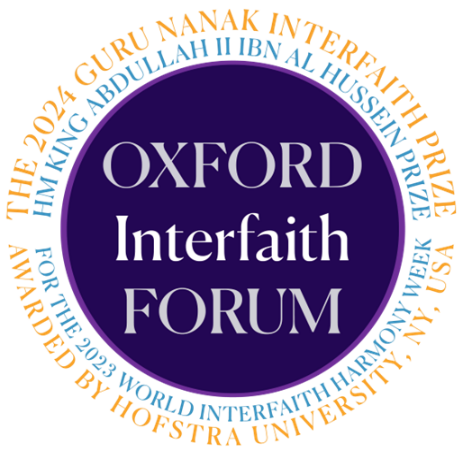 THE 2024 GURU NANAK INTERFAITH PRIZE
HM KING ABDULLAH II IBN AL HUSSEIN PRIZE
OXFORD
Interfaith
FORUM
FOR THE 2023 WORLD INTERFAITH HARMONY WEEK
AWARDED BY HOFSTRA UNIVERSITY, NY, USA